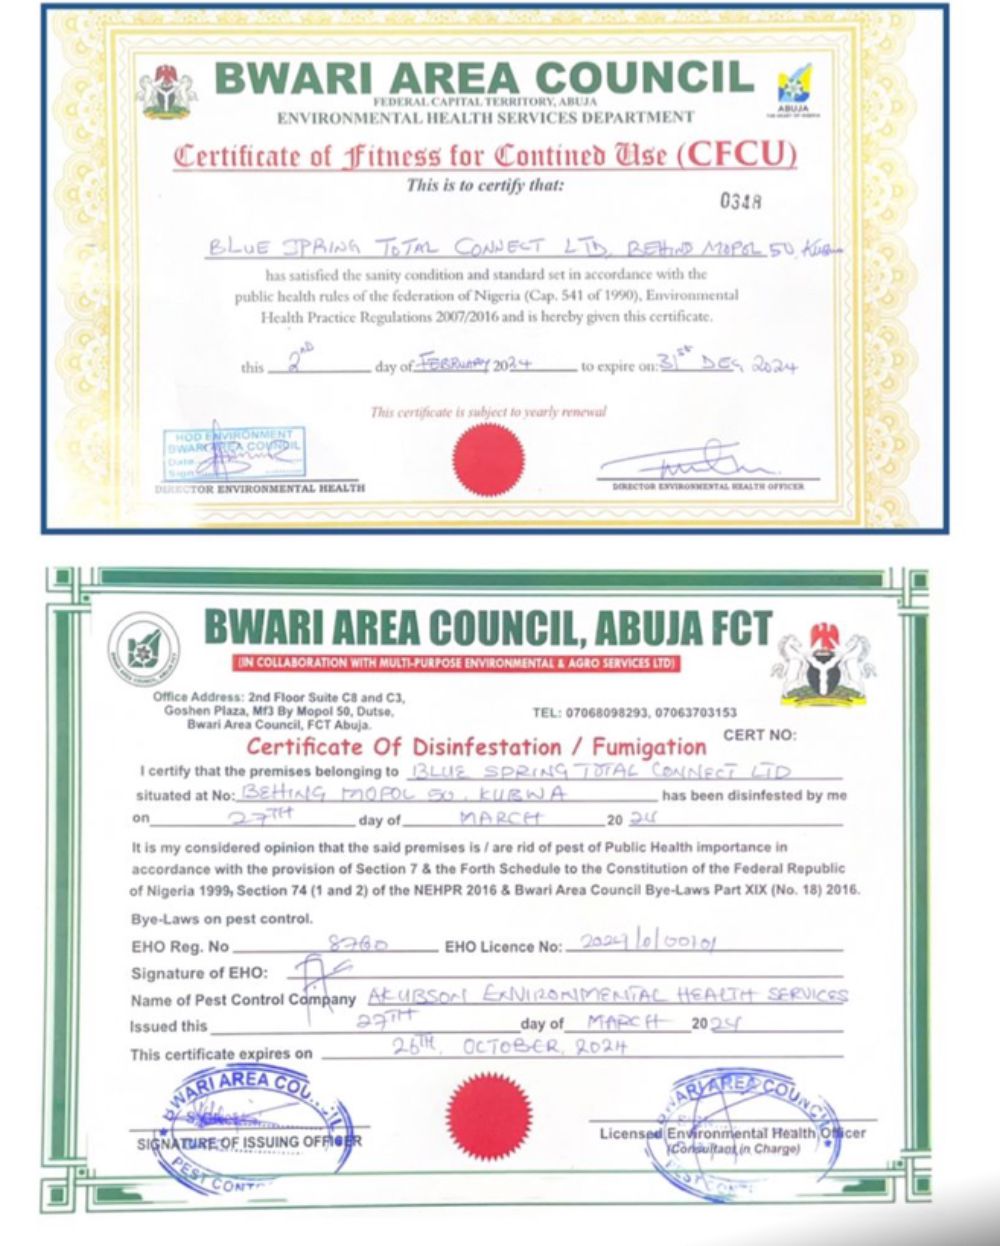 BWARI AREA COUNCIL
FEDERAL CAPITAL TERRITORY, ABUJA
ENVIRONMENTAL HEALTH SERVICES DEPARTMENT
ABUJA
Certificate of Fitness for Contined Use (CFCU)
This is to certify that:
0348
BLUE SPRING TOTAL CONNECT LTD, BEHIND MOPOL 50, KUBWA
has satisfied the sanity condition and standard set in accordance with the
public health rules of the federation of Nigeria (Cap. 541 of 1990), Environmental
Health Practice Regulations 2007/2016 and is hereby given this certificate.
this 2ND day of FEBRUARY 2024 to expire on: 31st DEC, 2024
This certificate is subject to yearly renewal
HOD ENVIRONMENT
BWARI AREA COUNCIL
Date
Sign
DIRECTOR ENVIRONMENTAL HEALTH
DIRECTOR ENVIRONMENTAL HEALTH OFFICER
BWARI AREA COUNCIL, ABUJA FCT
(IN COLLABORATION WITH MULTI-PURPOSE ENVIRONMENTAL & AGRO SERVICES LTD)
Office Address: 2nd Floor Suite C8 and C3,
Goshen Plaza, Mf3 By Mopol 50, Dutse,
Bwari Area Council, FCT Abuja.
TEL: 07068098293, 07063703153
CERT NO:
Certificate Of Disinfestation / Fumigation
I certify that the premises belonging to BLUE SPRING TOTAL CONNECT LTD
situated at No: BEHING MOPOL 50, KUBWA has been disinfested by me
on 27TH day of MARCH 20 24
It is my considered opinion that the said premises is / are rid of pest of Public Health importance in
accordance with the provision of Section 7 & the Forth Schedule to the Constitution of the Federal Republic
of Nigeria 1999, Section 74 (1 and 2) of the NEHPR 2016 & Bwari Area Council Bye-Laws Part XIX (No. 18) 2016.
Bye-Laws on pest control.
EHO Reg. No 8760 EHO Licence No: 2024/0/00101
Signature of EHO:
Name of Pest Control Company AKUBSON ENVIRONMENTAL HEALTH SERVICES
Issued this 27TH day of MARCH 2024
This certificate expires on 26TH, OCTOBER, 2024
BWARI AREA COU
PEST CONT
SIGNATURE OF ISSUING OFFICER
BWARI AREA COUNCIL
PEST CONT
Licensed Environmental Health Officer
(Consultant in Charge)